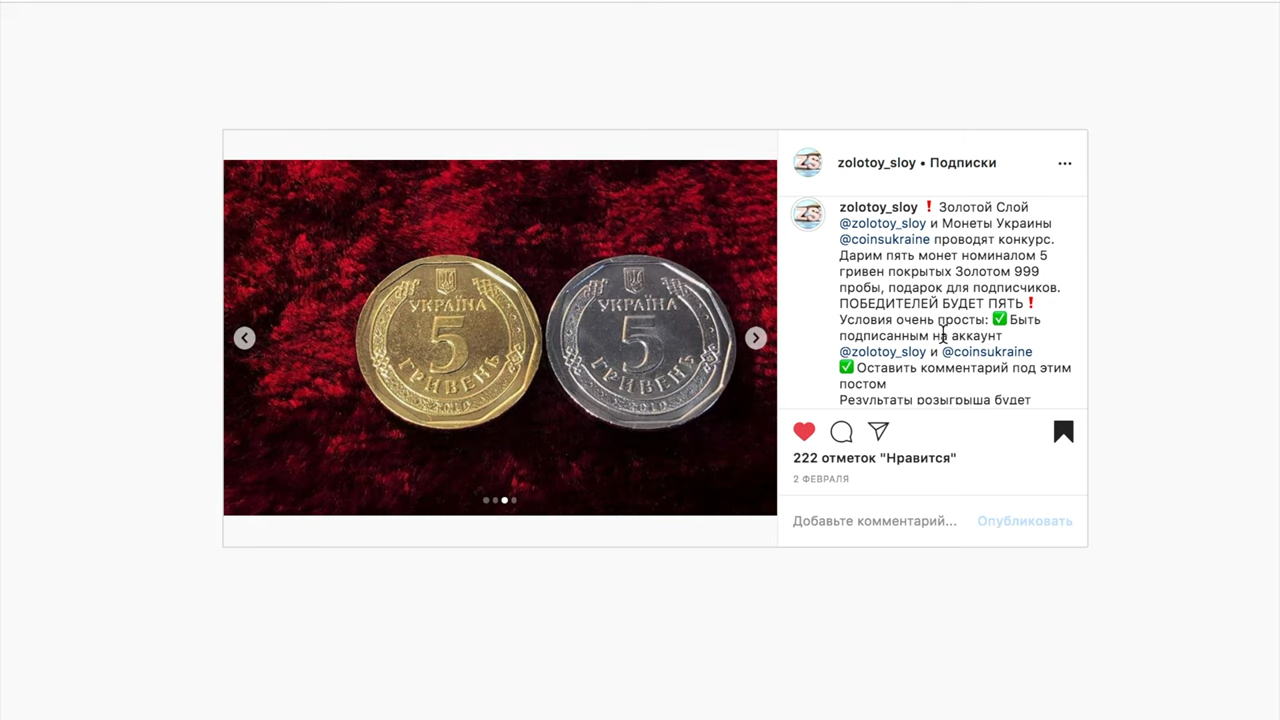 УКРАЇНА
5
ГРИВЕНЬ
2019
УКРАЇНА
5
ГРИВЕНЬ
2019
zolotoy_sloy • Подписки
zolotoy_sloy ❗ Золотой Слой
@zolotoy_sloy и Монеты Украины
@coinsukraine проводят конкурс.
Дарим пять монет номиналом 5
гривен покрытых Золотом 999
пробы, подарок для подписчиков.
ПОБЕДИТЕЛЕЙ БУДЕТ ПЯТЬ❗
Условия очень просты: ✅ Быть
подписанным на аккаунт
@zolotoy_sloy и @coinsukraine
✅ Оставить комментарий под этим
постом
Результаты розыгрыша будет
222 отметок "Нравится"
2 ФЕВРАЛЯ
Добавьте комментарий... Опубликовать